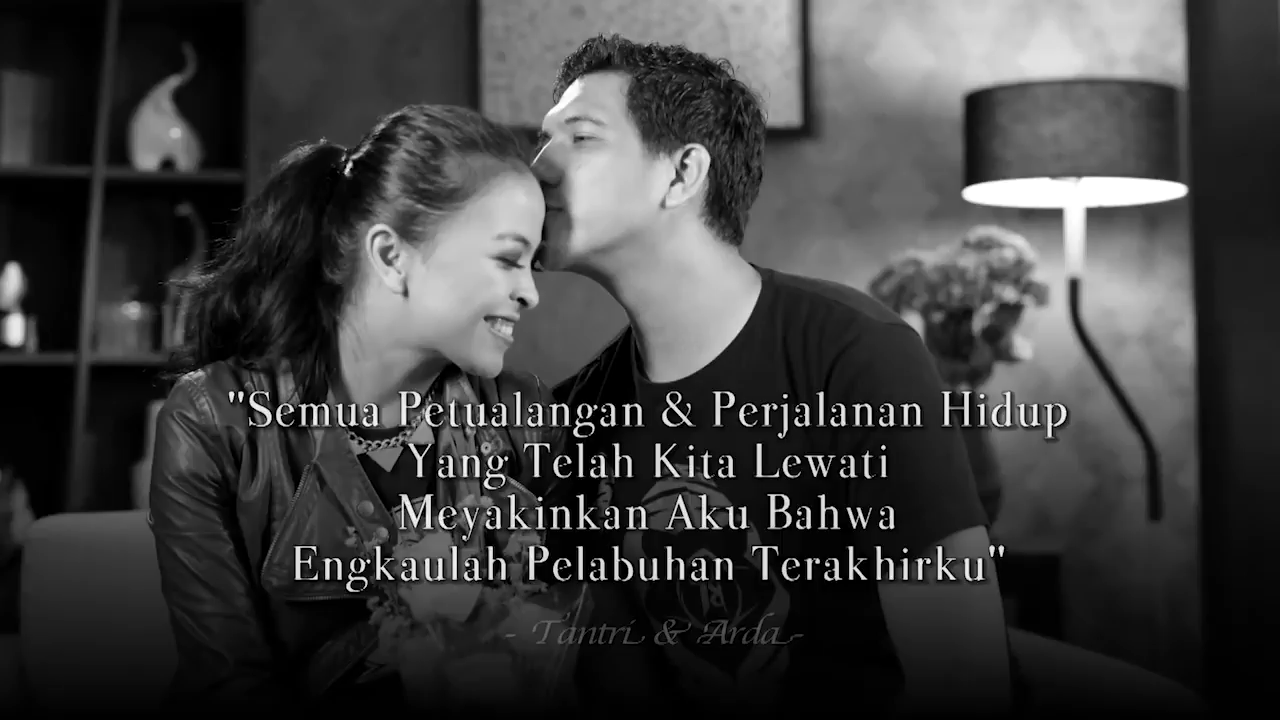 "Semua Petualangan & Perjalanan Hidup
Yang Telah Kita Lewati
Meyakinkan Aku Bahwa
Engkaulah Pelabuhan Terakhirku"
- Tantri & Arda -